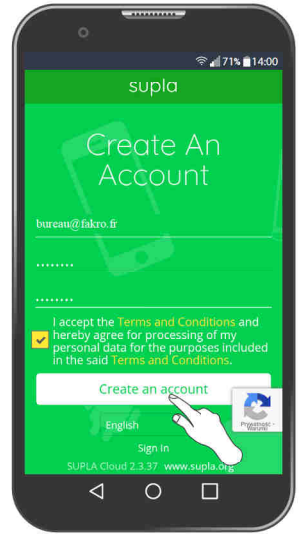 71% 14:00
supla
Create An
Account
bureau@fakro.fr
........
........
I accept the Terms and Conditions and
hereby agree for processing of my
personal data for the purposes included
in the said Terms and Conditions.
Create an account
Prywatność -
Warunki
English
Sign In
SUPLA Cloud 2.3.37 www.supla.org